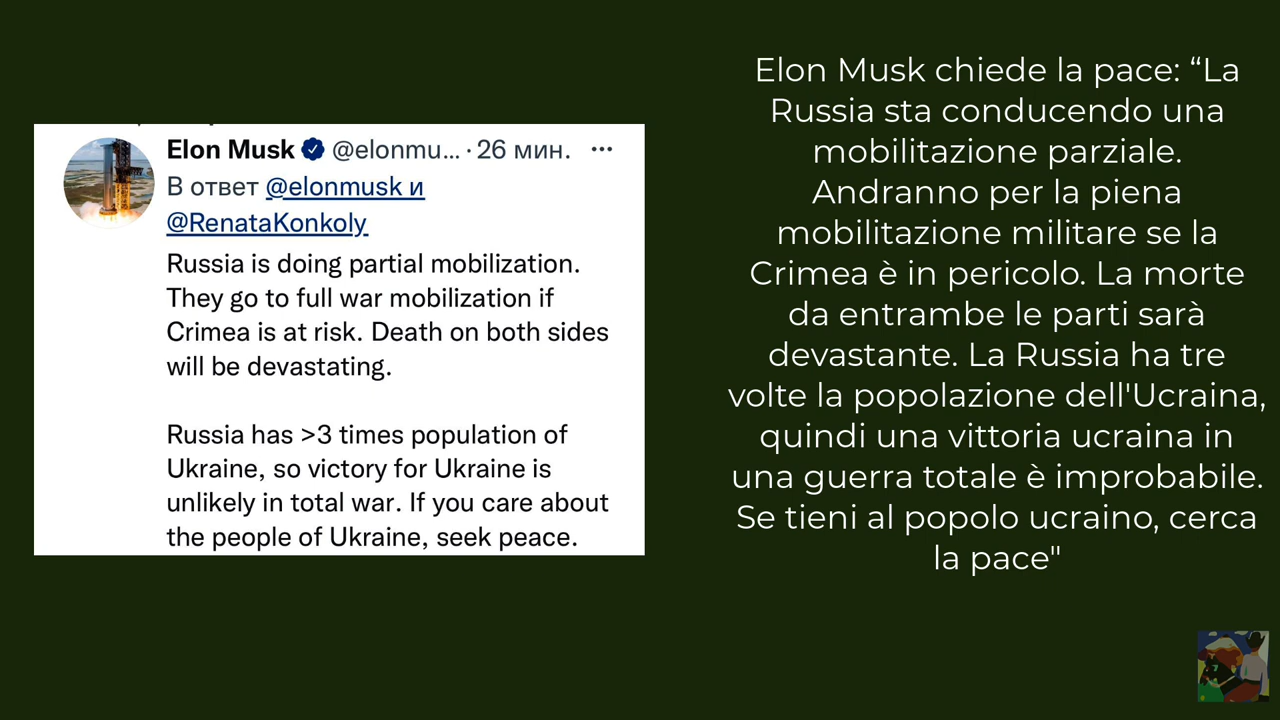 Elon Musk @elonmu... · 26 мин. ...
В ответ @elonmusk и
@RenataKonkoly
Russia is doing partial mobilization.
They go to full war mobilization if
Crimea is at risk. Death on both sides
will be devastating.
Russia has >3 times population of
Ukraine, so victory for Ukraine is
unlikely in total war. If you care about
the people of Ukraine, seek peace.
Elon Musk chiede la pace: “La
Russia sta conducendo una
mobilitazione parziale.
Andranno per la piena
mobilitazione militare se la
Crimea è in pericolo. La morte
da entrambe le parti sarà
devastante. La Russia ha tre
volte la popolazione dell'Ucraina,
quindi una vittoria ucraina in
una guerra totale è improbabile.
Se tieni al popolo ucraino, cerca
la pace"